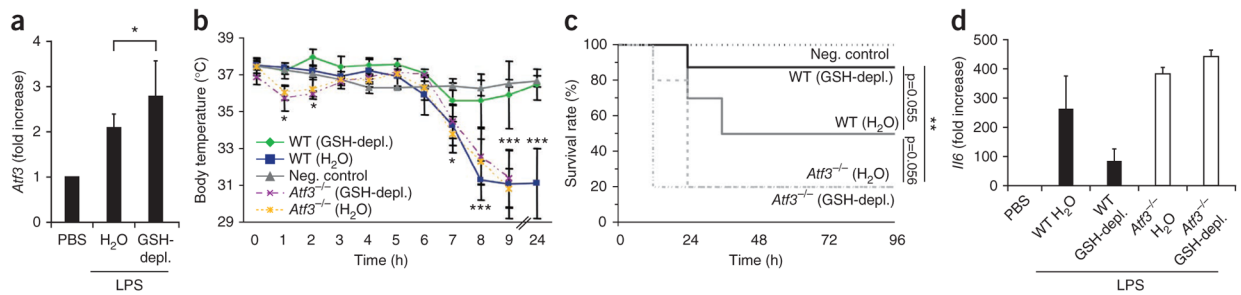 a
Atf3 (fold increase)
4
3
2
1
0
*
PBS
H₂O
GSH-
depl.
LPS
b
Body temperature (°C)
39
37
35
33
31
29
WT (GSH-depl.)
WT (H₂O)
Neg. control
Atf3⁻/⁻ (GSH-depl.)
Atf3⁻/⁻ (H₂O)
*
*
*
***
***
***
0 1 2 3 4 5 6 7 8 9 24
Time (h)
c
Survival rate (%)
100
80
60
40
20
0
Neg. control
WT (GSH-depl.)
WT (H₂O)
Atf3⁻/⁻ (H₂O)
Atf3⁻/⁻ (GSH-depl.)
p=0.055
p=0.056
**
0 24 48 72 96
Time (h)
d
Il6 (fold increase)
500
400
300
200
100
0
PBS
WT H₂O
WT
GSH-depl.
Atf3⁻/⁻
H₂O
Atf3⁻/⁻
GSH-depl.
LPS